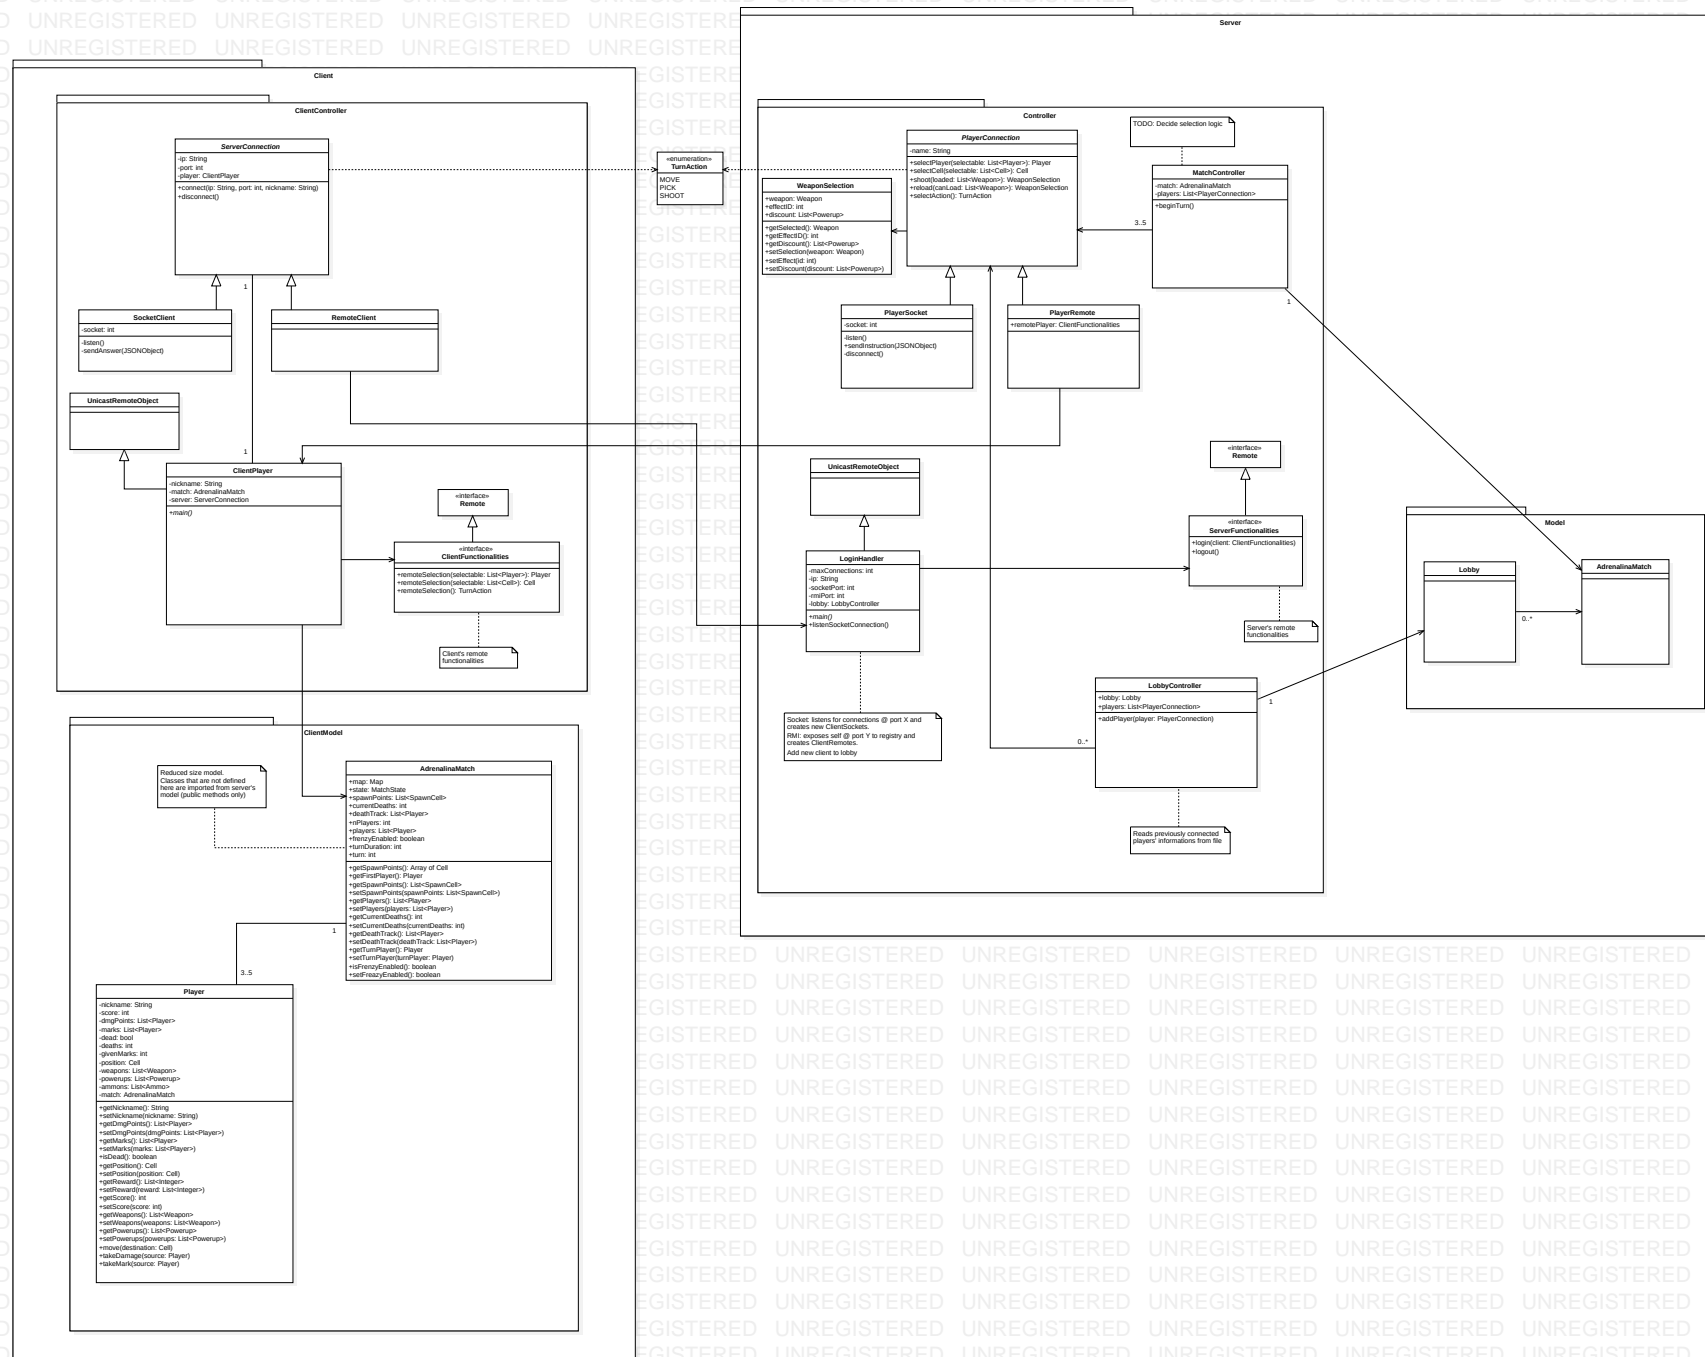 Client
ClientController
ServerConnection
-ip: String
-port: int
-player: ClientPlayer
+connect(ip: String, port: int, nickname: String)
+disconnect()
1
SocketClient
-socket: int
-listen()
-sendAnswer(JSONObject)
RemoteClient
UnicastRemoteObject
1
ClientPlayer
-nickname: String
-match: AdrenalinaMatch
-server: ServerConnection
+main()
«interface»
Remote
«interface»
ClientFunctionalities
+remoteSelection(selectable: List<Player>): Player
+remoteSelection(selectable: List<Cell>): Cell
+remoteSelection(): TurnAction
Client's remote
functionalities
ClientModel
Reduced size model.
Classes that are not defined
here are imported from server's
model (public methods only)
AdrenalinaMatch
+map: Map
+state: MatchState
+spawnPoints: List<SpawnCell>
+currentDeaths: int
+deathTrack: List<Player>
+nPlayers: int
+players: List<Player>
+frenzyEnabled: boolean
+turnDuration: int
+turn: int
+getSpawnPoints(): Array of Cell
+getFirstPlayer(): Player
+getSpawnPoints(): List<SpawnCell>
+setSpawnPoints(spawnPoints: List<SpawnCell>)
+getPlayers(): List<Player>
+setPlayers(players: List<Player>)
+getCurrentDeaths(): int
+setCurrentDeaths(currentDeaths: int)
+getDeathTrack(): List<Player>
+setDeathTrack(deathTrack: List<Player>)
+getTurnPlayer(): Player
+setTurnPlayer(turnPlayer: Player)
+isFrenzyEnabled(): boolean
+setFreazyEnabled(): boolean
1
3..5
Player
-nickname: String
-score: int
-dmgPoints: List<Player>
-marks: List<Player>
-dead: bool
-deaths: int
-givenMarks: int
-position: Cell
-weapons: List<Weapon>
-powerups: List<Powerup>
-ammons: List<Ammo>
-match: AdrenalinaMatch
+getNickname(): String
+setNickname(nickname: String)
+getDmgPoints(): List<Player>
+setDmgPoints(dmgPoints: List<Player>)
+getMarks(): List<Player>
+setMarks(marks: List<Player>)
+isDead(): boolean
+getPosition(): Cell
+setPosition(position: Cell)
+getReward(): List<Integer>
+setReward(reward: List<Integer>)
+getScore(): int
+setScore(score: int)
+getWeapons(): List<Weapon>
+setWeapons(weapons: List<Weapon>)
+getPowerups(): List<Powerup>
+setPowerups(powerups: List<Powerup>)
+move(destination: Cell)
+takeDamage(source: Player)
+takeMark(source: Player)
«enumeration»
TurnAction
MOVE
PICK
SHOOT
Server
Controller
PlayerConnection
-name: String
+selectPlayer(selectable: List<Player>): Player
+selectCell(selectable: List<Cell>): Cell
+shoot(loaded: List<Weapon>): WeaponSelection
+reload(canLoad: List<Weapon>): WeaponSelection
+selectAction(): TurnAction
TODO: Decide selection logic
MatchController
-match: AdrenalinaMatch
-players: List<PlayerConnection>
+beginTurn()
3..5
1
WeaponSelection
+weapon: Weapon
+effectID: int
+discount: List<Powerup>
+getSelected(): Weapon
+getEffectID(): int
+getDiscount(): List<Powerup>
+setSelection(weapon: Weapon)
+setEffect(id: int)
+setDiscount(discount: List<Powerup>)
PlayerSocket
-socket: int
-listen()
+sendInstruction(JSONObject)
-disconnect()
PlayerRemote
+remotePlayer: ClientFunctionalities
UnicastRemoteObject
«interface»
Remote
LoginHandler
-maxConnections: int
-ip: String
-socketPort: int
-rmiPort: int
-lobby: LobbyController
+main()
+listenSocketConnection()
«interface»
ServerFunctionalities
+login(client: ClientFunctionalities)
+logout()
Server's remote
functionalities
Socket: listens for connections @ port X and
creates new ClientSockets.
RMI: exposes self @ port Y to registry and
creates ClientRemotes.
Add new client to lobby
LobbyController
+lobby: Lobby
+players: List<PlayerConnection>
+addPlayer(player: PlayerConnection)
0..*
1
Reads previously connected
players' informations from file
Model
Lobby
0..*
AdrenalinaMatch